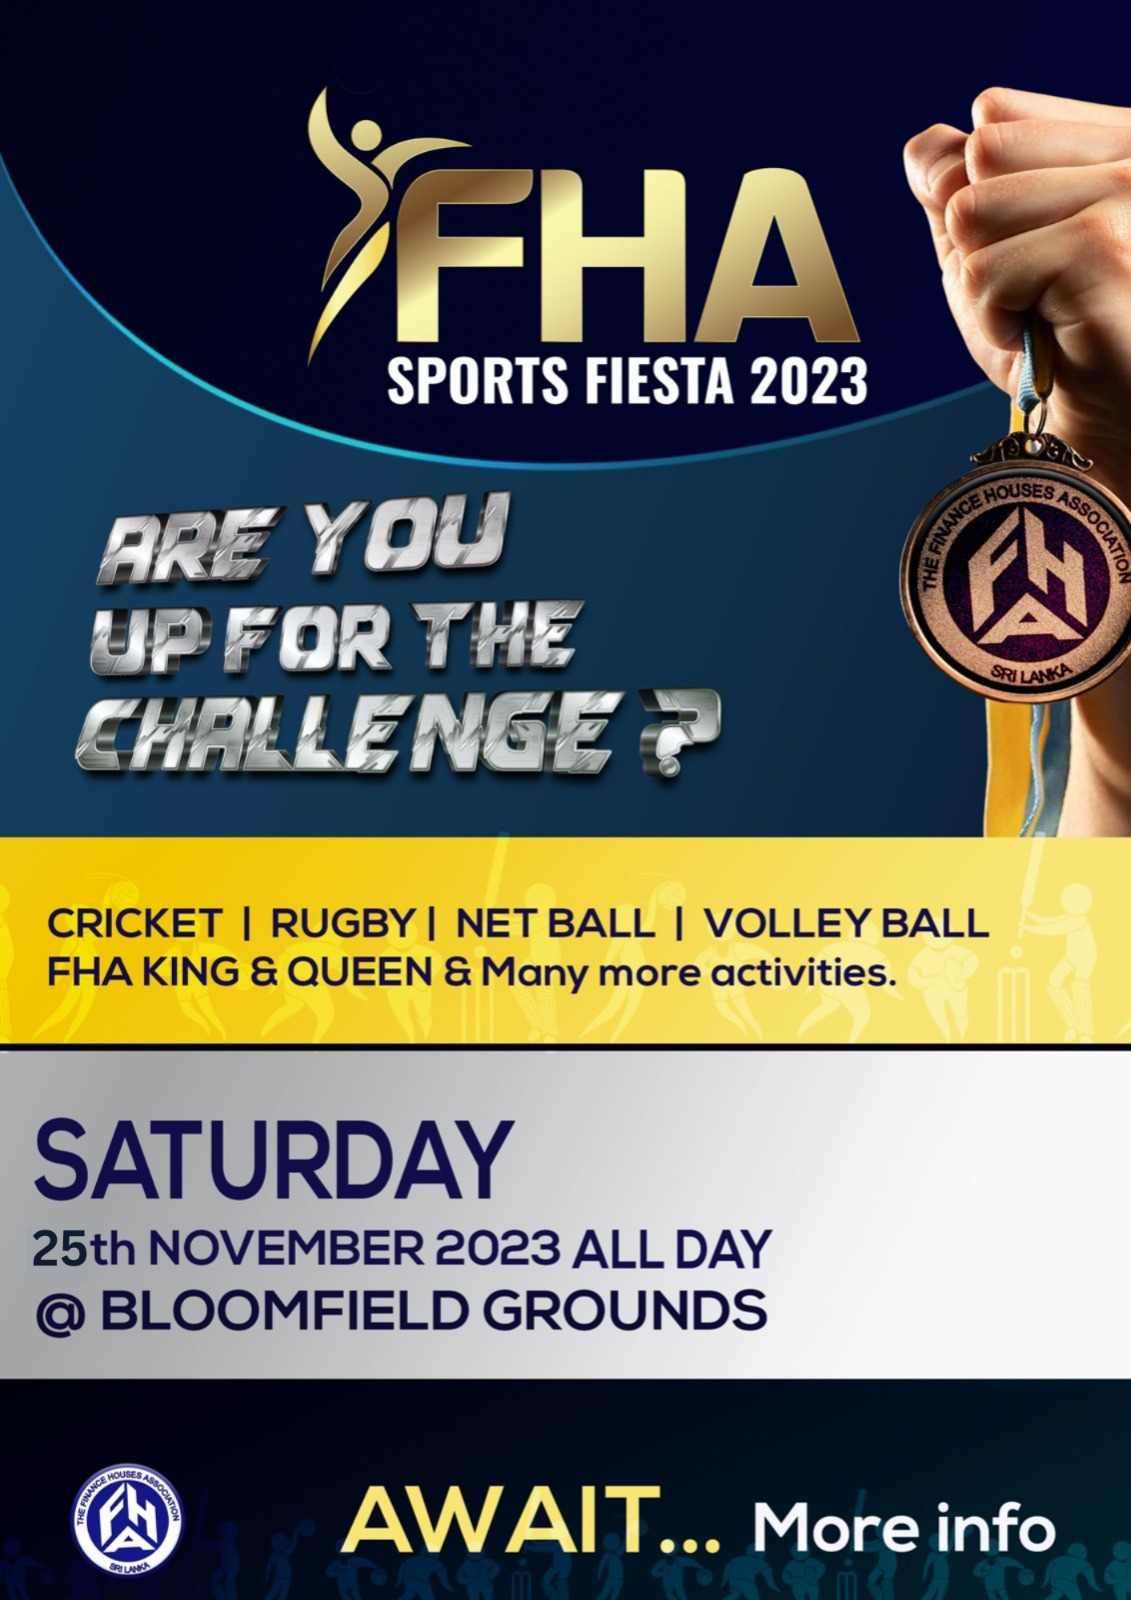 FHA
SPORTS FIESTA 2023
THE FINANCE HOUSES ASSOCIATION
FHA
SRI LANKA
ARE YOU
UP FOR THE
CHALLENGE ?
CRICKET | RUGBY | NET BALL | VOLLEY BALL
FHA KING & QUEEN & Many more activities.
SATURDAY
25th NOVEMBER 2023 ALL DAY
@ BLOOMFIELD GROUNDS
THE FINANCE HOUSES ASSOCIATION
FHA
SRI LANKA
AWAIT... More info